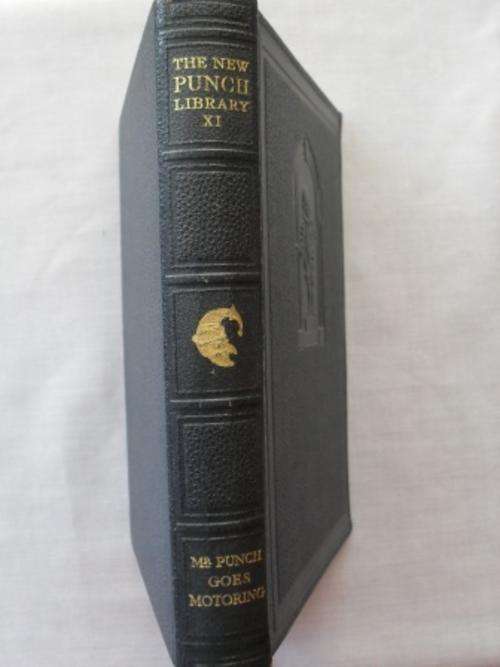 THE NEW
PUNCH
LIBRARY
XI
MR PUNCH
GOES
MOTORING